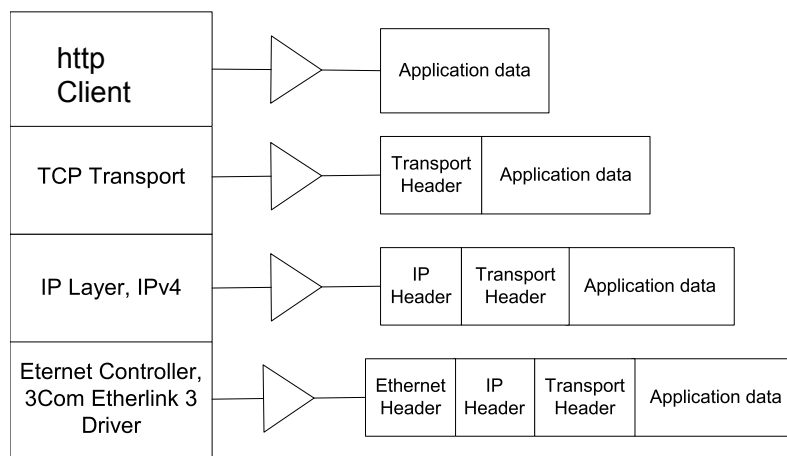 http
Client
Application data
TCP Transport
Transport
Header
Application data
IP Layer, IPv4
IP
Header
Transport
Header
Application data
Eternet Controller,
3Com Etherlink 3
Driver
Ethernet
Header
IP
Header
Transport
Header
Application data